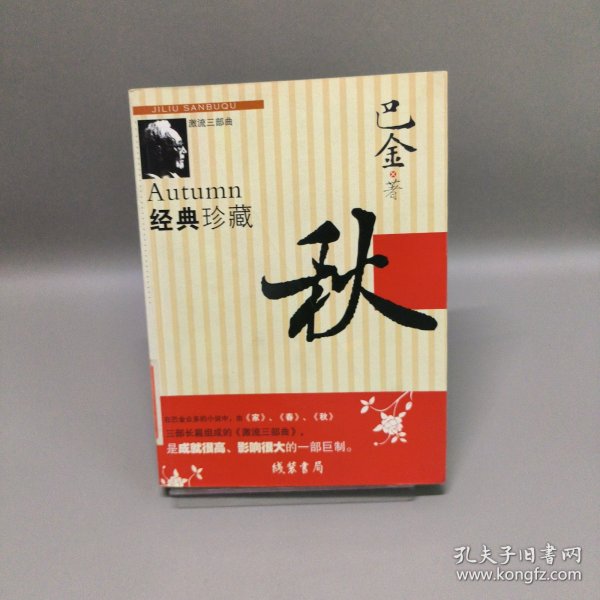 JILIU SANBUQU
激流三部曲
Autumn
经典珍藏
巴金
著
秋
在巴金众多的小说中，由《家》、《春》、《秋》
三部长篇组成的《激流三部曲》，
是成就很高、影响很大的一部巨制。
线装书局
孔夫子旧书网
www.kongfz.com